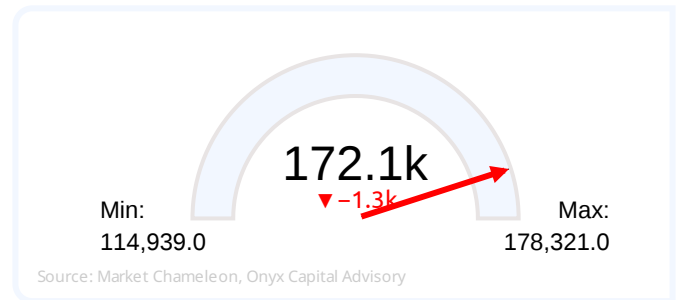 172.1k
▼−1.3k
Min:
114,939.0
Max:
178,321.0
Source: Market Chameleon, Onyx Capital Advisory